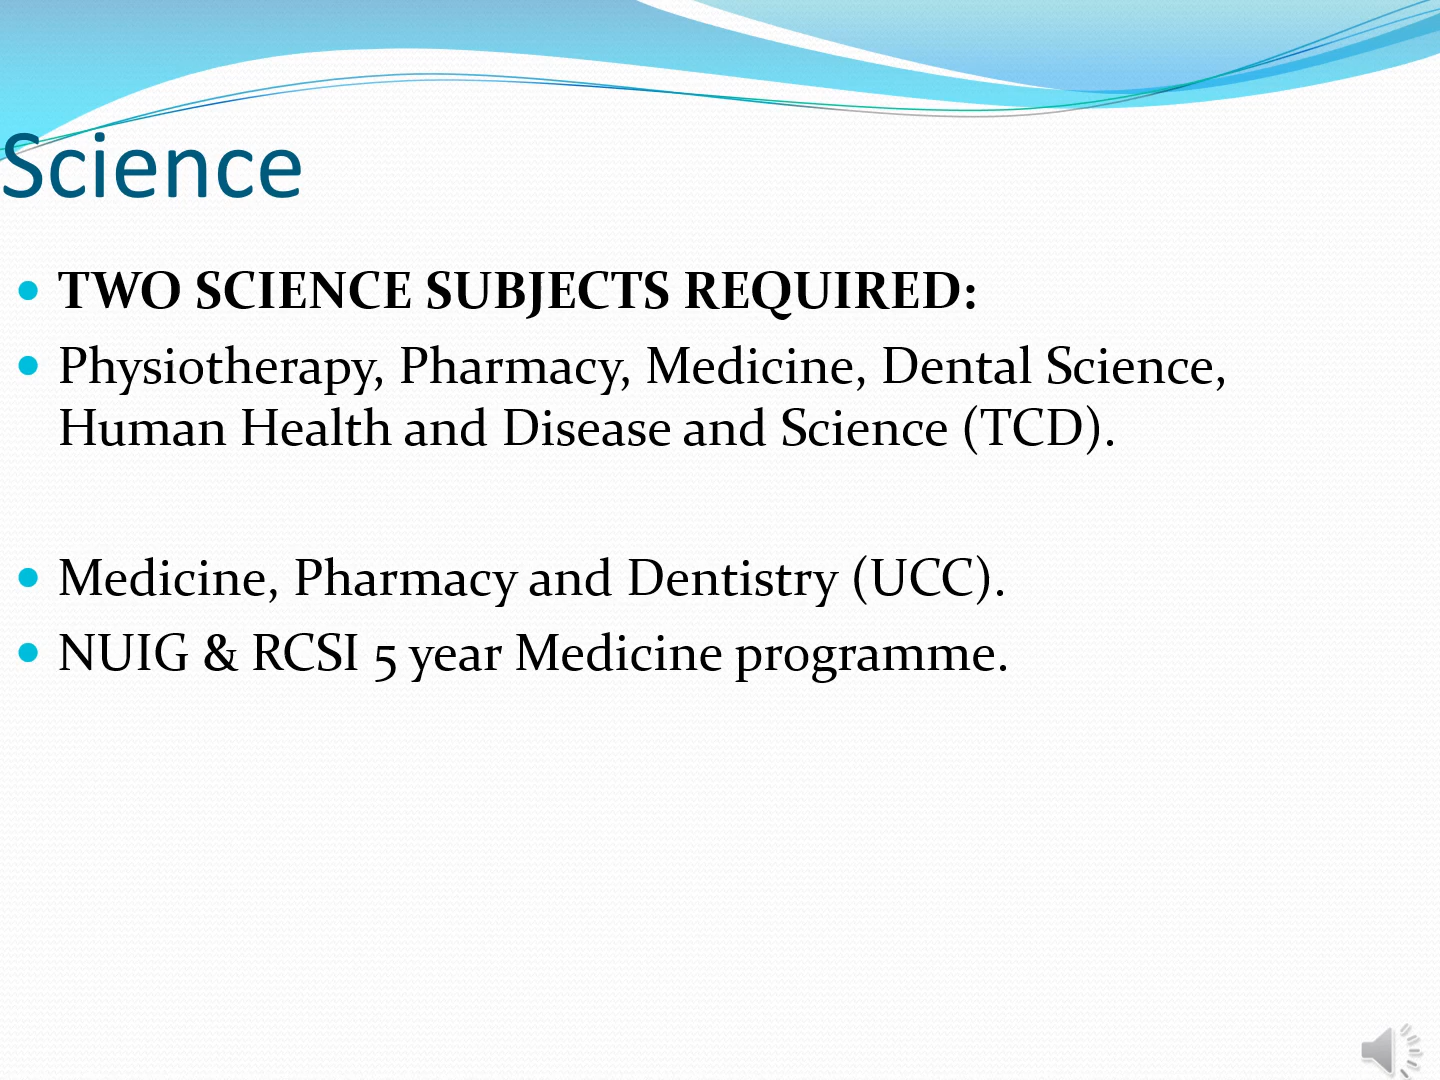 Science
• TWO SCIENCE SUBJECTS REQUIRED:
• Physiotherapy, Pharmacy, Medicine, Dental Science,
Human Health and Disease and Science (TCD).
• Medicine, Pharmacy and Dentistry (UCC).
• NUIG & RCSI 5 year Medicine programme.